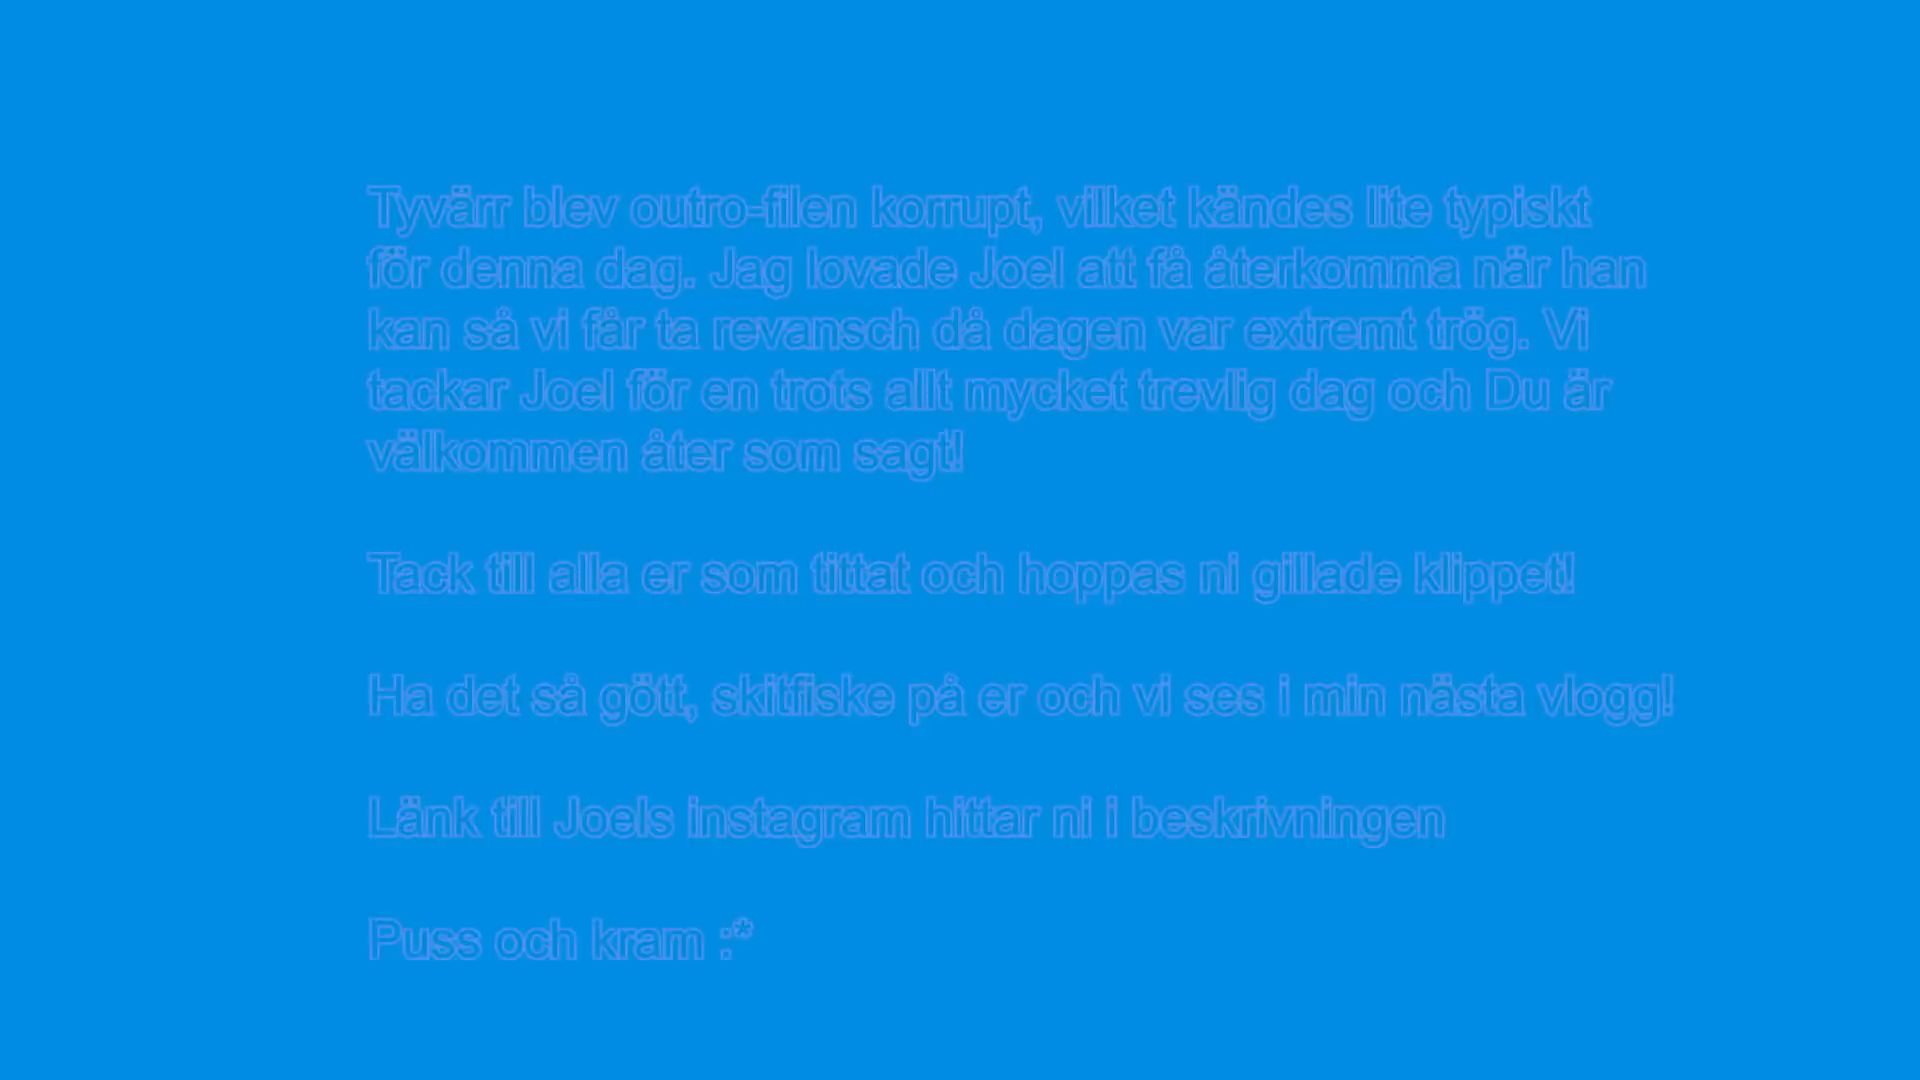 Tyvärr blev outro-filen korrupt, vilket kändes lite typiskt
för denna dag. Jag lovade Joel att få återkomma när han
kan så vi får ta revansch då dagen var extremt trög. Vi
tackar Joel för en trots allt mycket trevlig dag och Du är
välkommen åter som sagt!
Tack till alla er som tittat och hoppas ni gillade klippet!
Ha det så gött, skitfiske på er och vi ses i min nästa vlogg!
Länk till Joels instagram hittar ni i beskrivningen
Puss och kram :*